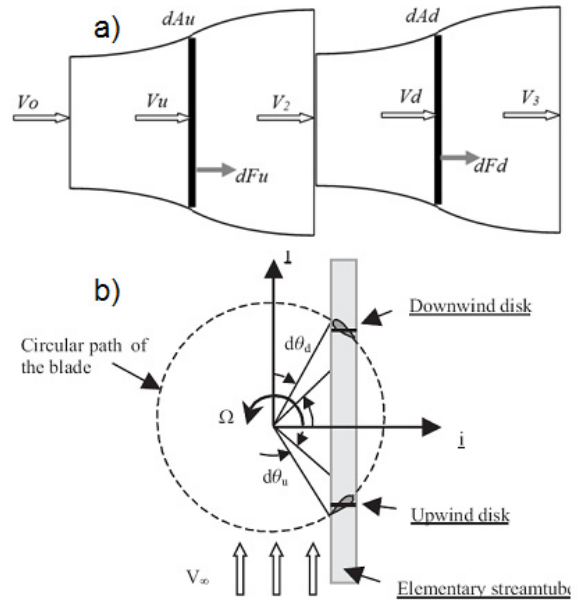 a)
dAu
dAd
Vo
Vu
V2
Vd
V3
dFu
dFd
b)
1
Downwind disk
Circular path of
the blade
dθd
Ω
i
dθu
Upwind disk
V∞
Elementary streamtube